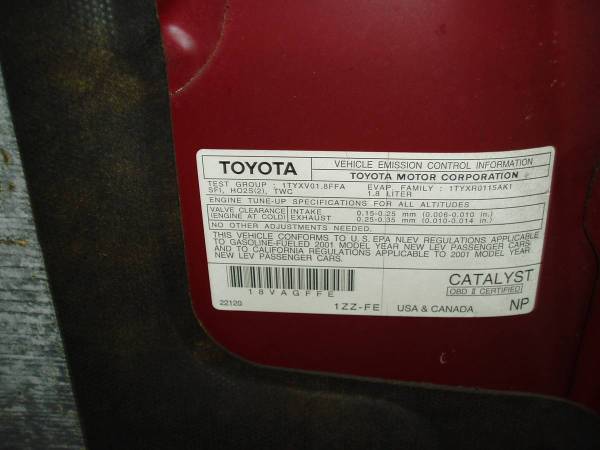 TOYOTA
VEHICLE EMISSION CONTROL INFORMATION
TOYOTA MOTOR CORPORATION
TEST GROUP : 1TYXV01.8FFA EVAP. FAMILY : 1TYXR0115AK1
SFI, HO2S(2), TWC 1.8 LITER
ENGINE TUNE-UP SPECIFICATIONS FOR ALL ALTITUDES
VALVE CLEARANCE INTAKE 0.15-0.25 mm (0.006-0.010 in.)
(ENGINE AT COLD) EXHAUST 0.25-0.35 mm (0.010-0.014 in.)
NO OTHER ADJUSTMENTS NEEDED.
THIS VEHICLE CONFORMS TO U.S. EPA NLEV REGULATIONS APPLICABLE
TO GASOLINE-FUELED 2001 MODEL YEAR NEW LEV PASSENGER CARS
AND TO CALIFORNIA REGULATIONS APPLICABLE TO 2001 MODEL YEAR
NEW LEV PASSENGER CARS.
CATALYST
OBD II CERTIFIED
18VAGFFE
22120 1ZZ-FE USA & CANADA NP